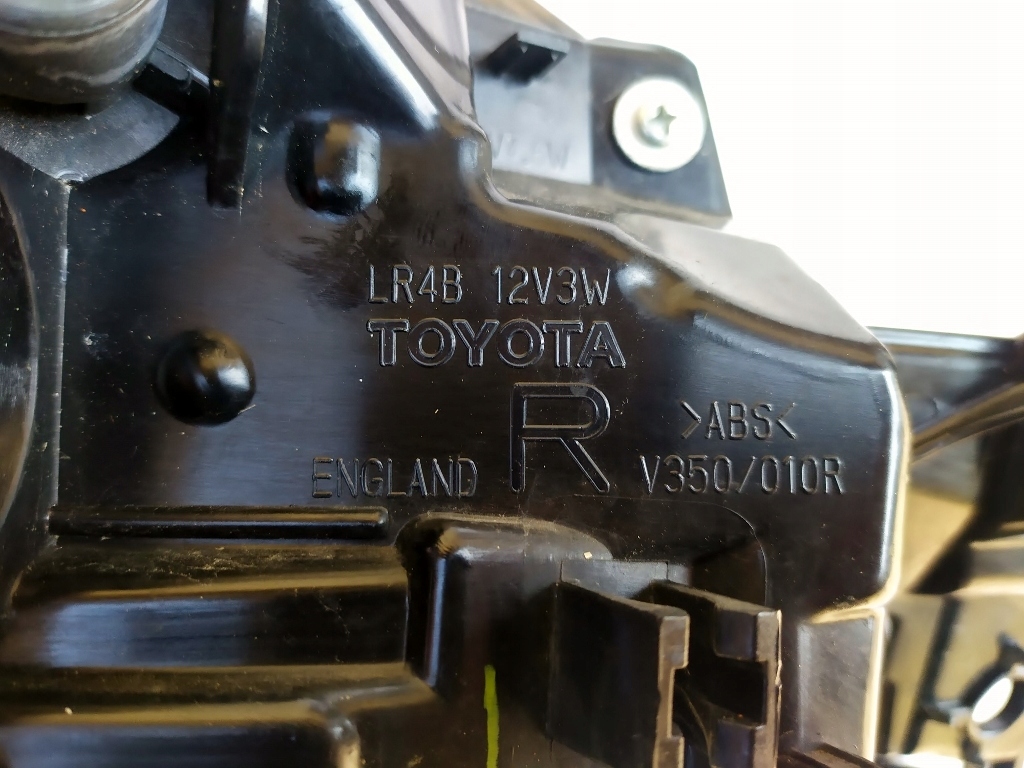 LR4B 12V3W
TOYOTA
R
>ABS<
ENGLAND
V350/010R